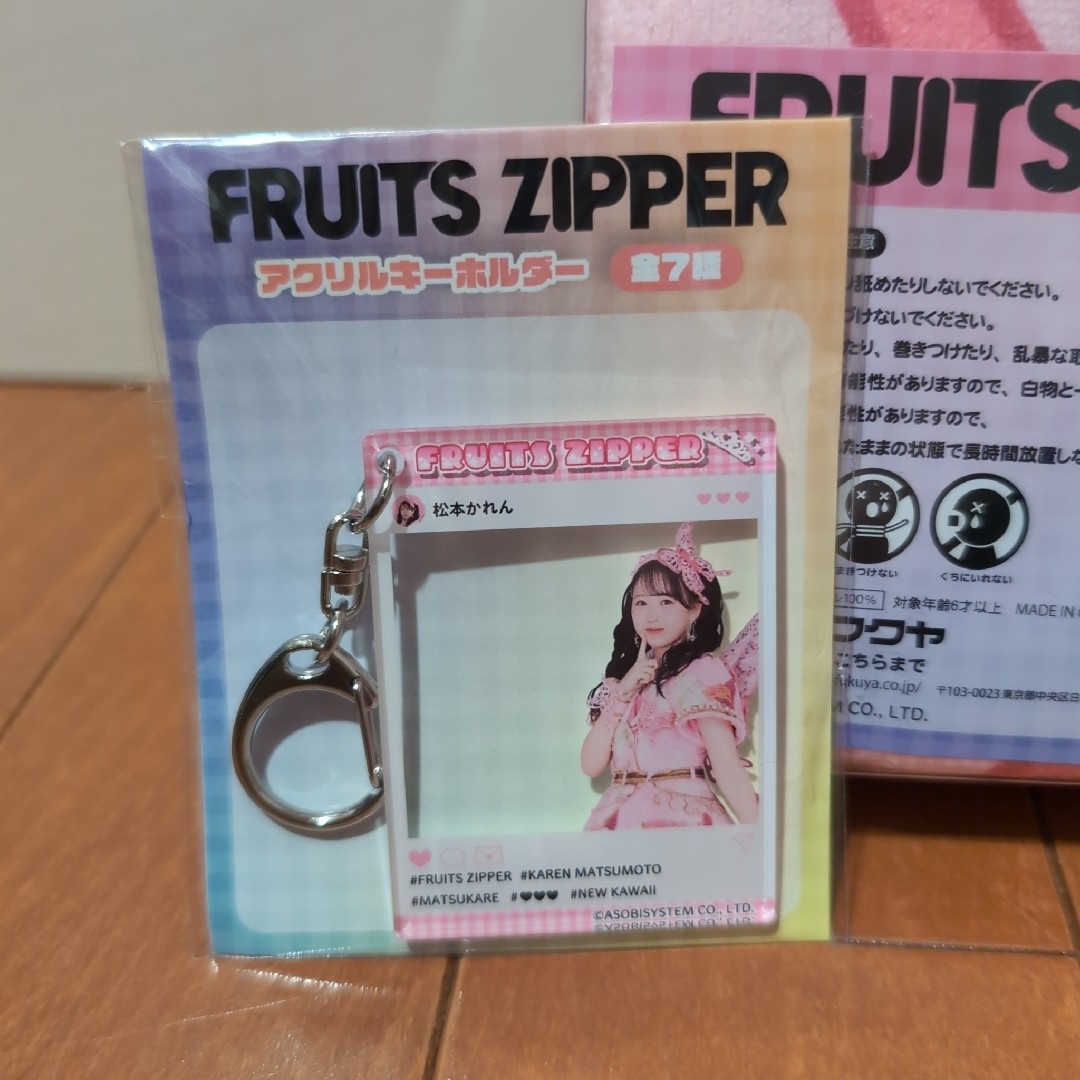 FRUITS ZIPPER
アクリルキーホルダー 全7種
FRUITS ZIPPER
松本かれん
#FRUITS ZIPPER #KAREN MATSUMOTO
#MATSUKARE #♥♥♥ #NEW KAWAII
©ASOBISYSTEM CO., LTD.
FRUITS
注意
舐めたりしないでください。
づけないでください。
たり、巻きつけたり、乱暴な取
能性がありますので、白物と一
性がありますので、
たままの状態で長時間放置しな
まきつけない くちにいれない
100% 対象年齢6才以上 MADE IN
フクヤ
こちらまで
fukuya.co.jp/ 〒103-0023 東京都中央区日
M CO., LTD.